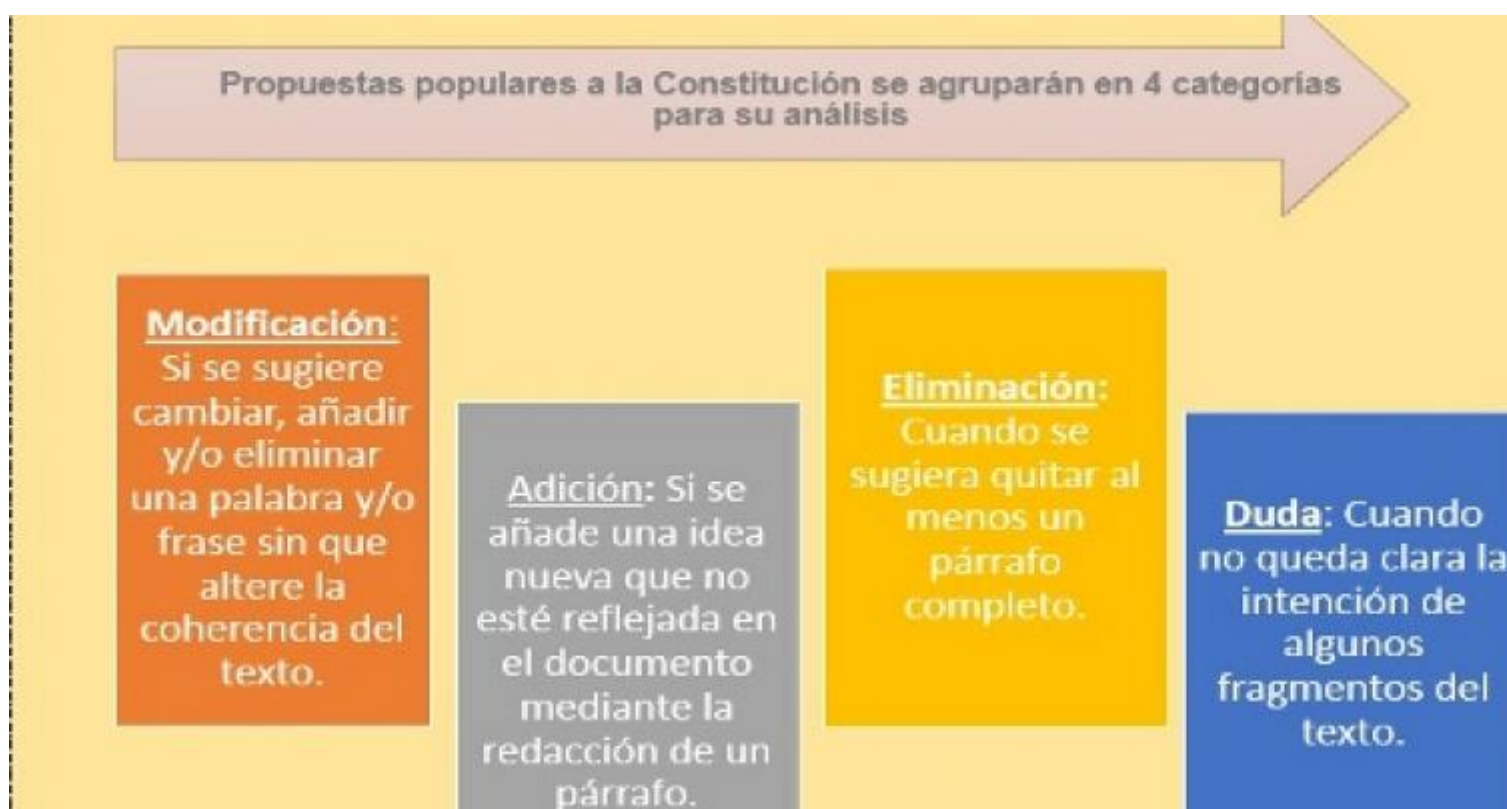 Propuestas populares a la Constitución se agruparán en 4 categorías
para su análisis
Modificación:
Si se sugiere
cambiar, añadir
y/o eliminar
una palabra y/o
frase sin que
altere la
coherencia del
texto.
Adición: Si se
añade una idea
nueva que no
esté reflejada en
el documento
mediante la
redacción de un
párrafo.
Eliminación:
Cuando se
sugiera quitar al
menos un
párrafo
completo.
Duda: Cuando
no queda clara la
intención de
algunos
fragmentos del
texto.